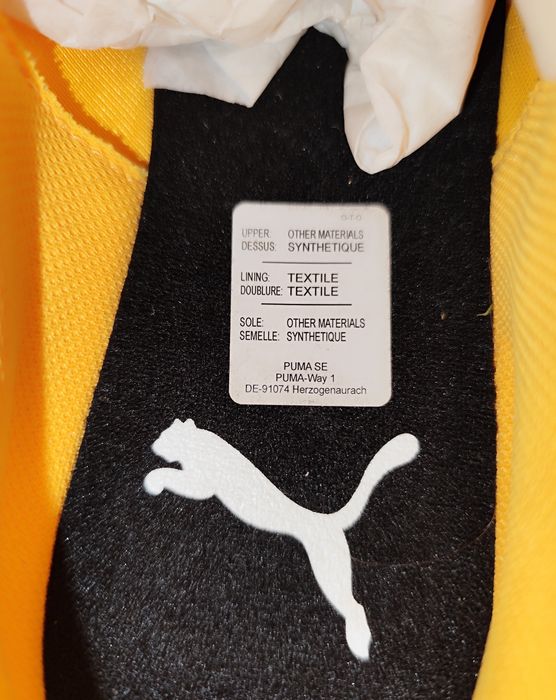 O-T-O
UPPER: OTHER MATERIALS
DESSUS: SYNTHETIQUE
LINING: TEXTILE
DOUBLURE: TEXTILE
SOLE: OTHER MATERIALS
SEMELLE: SYNTHETIQUE
PUMA SE
PUMA-Way 1
DE-91074 Herzogenaurach